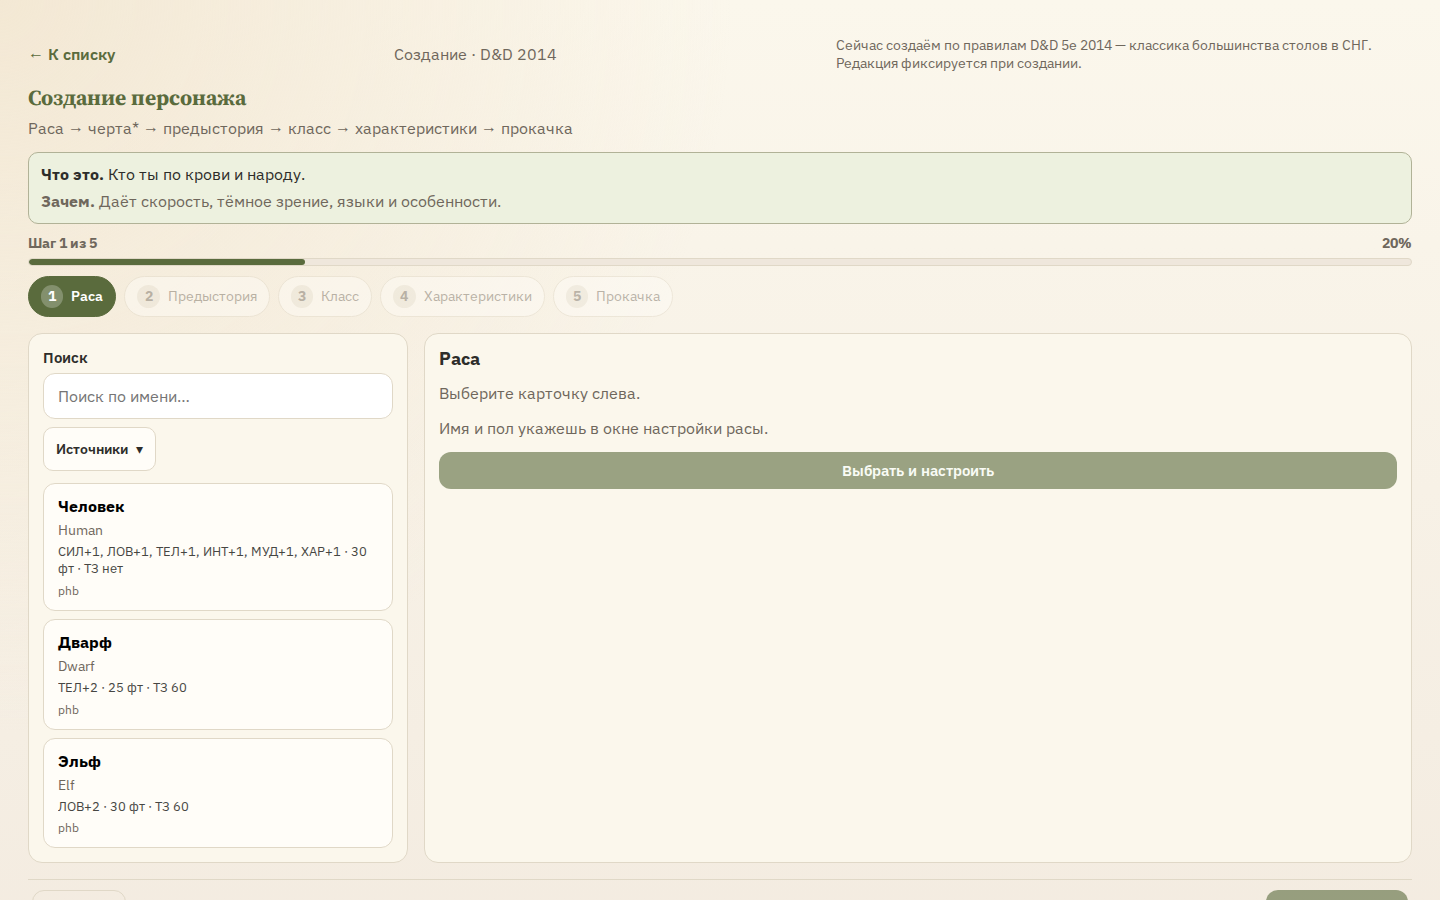 ← К списку
Создание · D&D 2014
Сейчас создаём по правилам D&D 5e 2014 — классика большинства столов в СНГ.
Редакция фиксируется при создании.
Создание персонажа
Раса → черта* → предыстория → класс → характеристики → прокачка
Что это. Кто ты по крови и народу.
Зачем. Даёт скорость, тёмное зрение, языки и особенности.
Шаг 1 из 5
20%
1 Раса
2 Предыстория
3 Класс
4 Характеристики
5 Прокачка
Поиск
Поиск по имени...
Источники ▾
Человек
Human
СИЛ+1, ЛОВ+1, ТЕЛ+1, ИНТ+1, МУД+1, ХАР+1 · 30
фт · ТЗ нет
phb
Дварф
Dwarf
ТЕЛ+2 · 25 фт · ТЗ 60
phb
Эльф
Elf
ЛОВ+2 · 30 фт · ТЗ 60
phb
Раса
Выберите карточку слева.
Имя и пол укажешь в окне настройки расы.
Выбрать и настроить